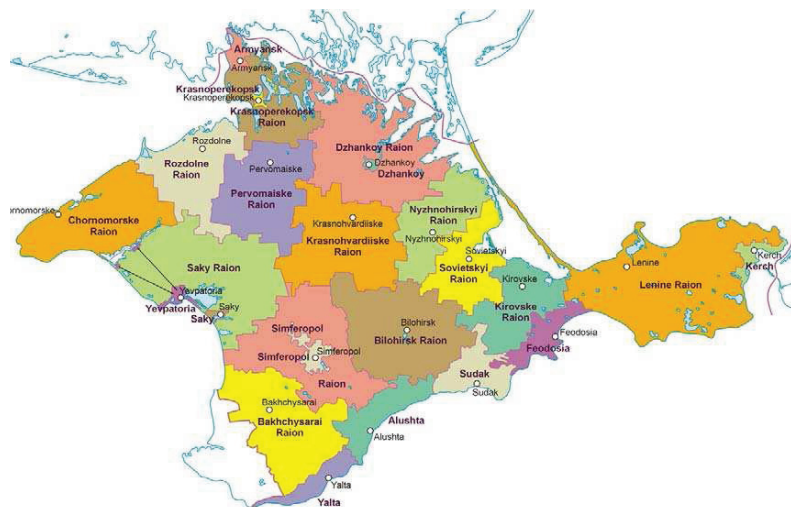 Armyansk
Armyansk
Krasnoperekopsk
Krasnoperekopsk
Krasnoperekopsk
Raion
Rozdolne
Rozdolne
Raion
Dzhankoy Raion
Dzhankoy
Dzhankoy
Pervomaiske
Pervomaiske
Raion
ornomorske
Chornomorske
Raion
Krasnohvardiiske
Krasnohvardiiske
Raion
Nyzhnohirskyi
Raion
Nyzhnohirskyi
Sovietskyi
Sovietskyi
Raion
Saky Raion
Yevpatoria
Yevpatoria
Saky
Saky
Kirovske
Kirovske
Raion
Lenine
Lenine Raion
Kerch
Kerch
Simferopol
Simferopol
Simferopol
Raion
Bilohirsk
Bilohirsk Raion
Feodosia
Feodosia
Sudak
Sudak
Bakhchysarai
Bakhchysarai
Raion
Alushta
Alushta
Yalta
Yalta